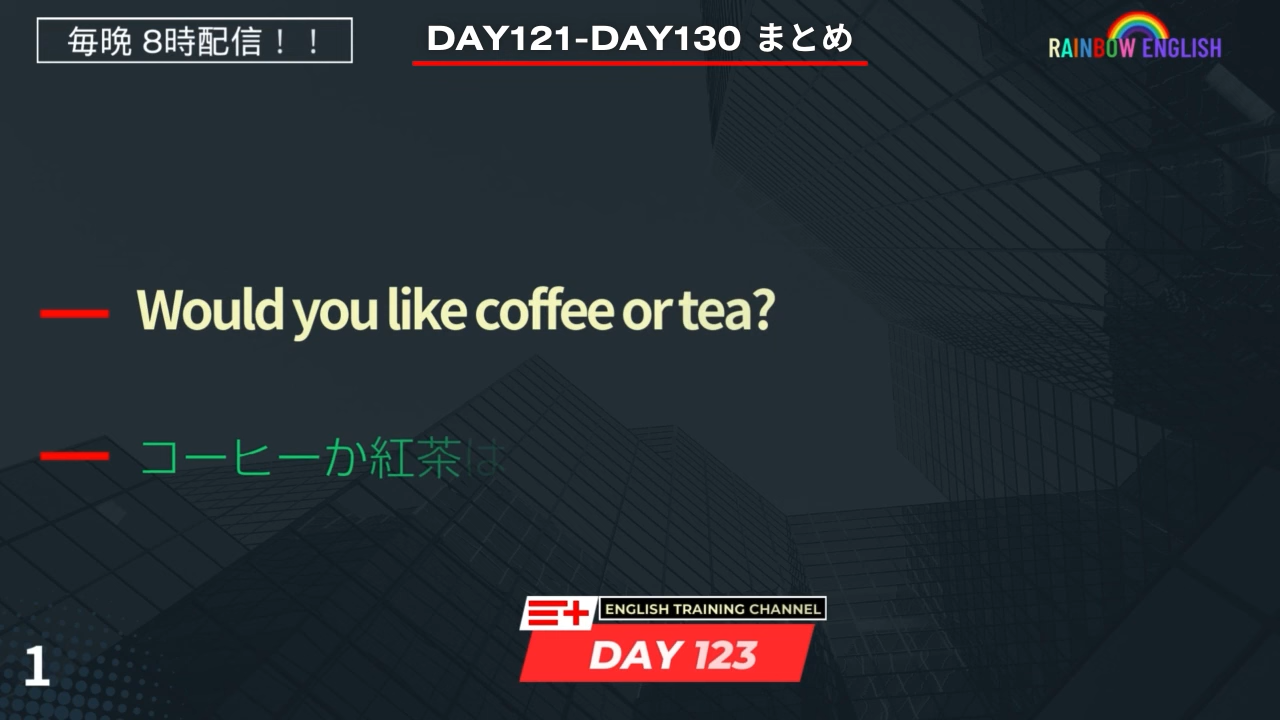 毎晩 8時配信！！
DAY121-DAY130 まとめ
RAINBOW ENGLISH
Would you like coffee or tea?
コーヒーか紅茶は
ENGLISH TRAINING CHANNEL
DAY 123
1